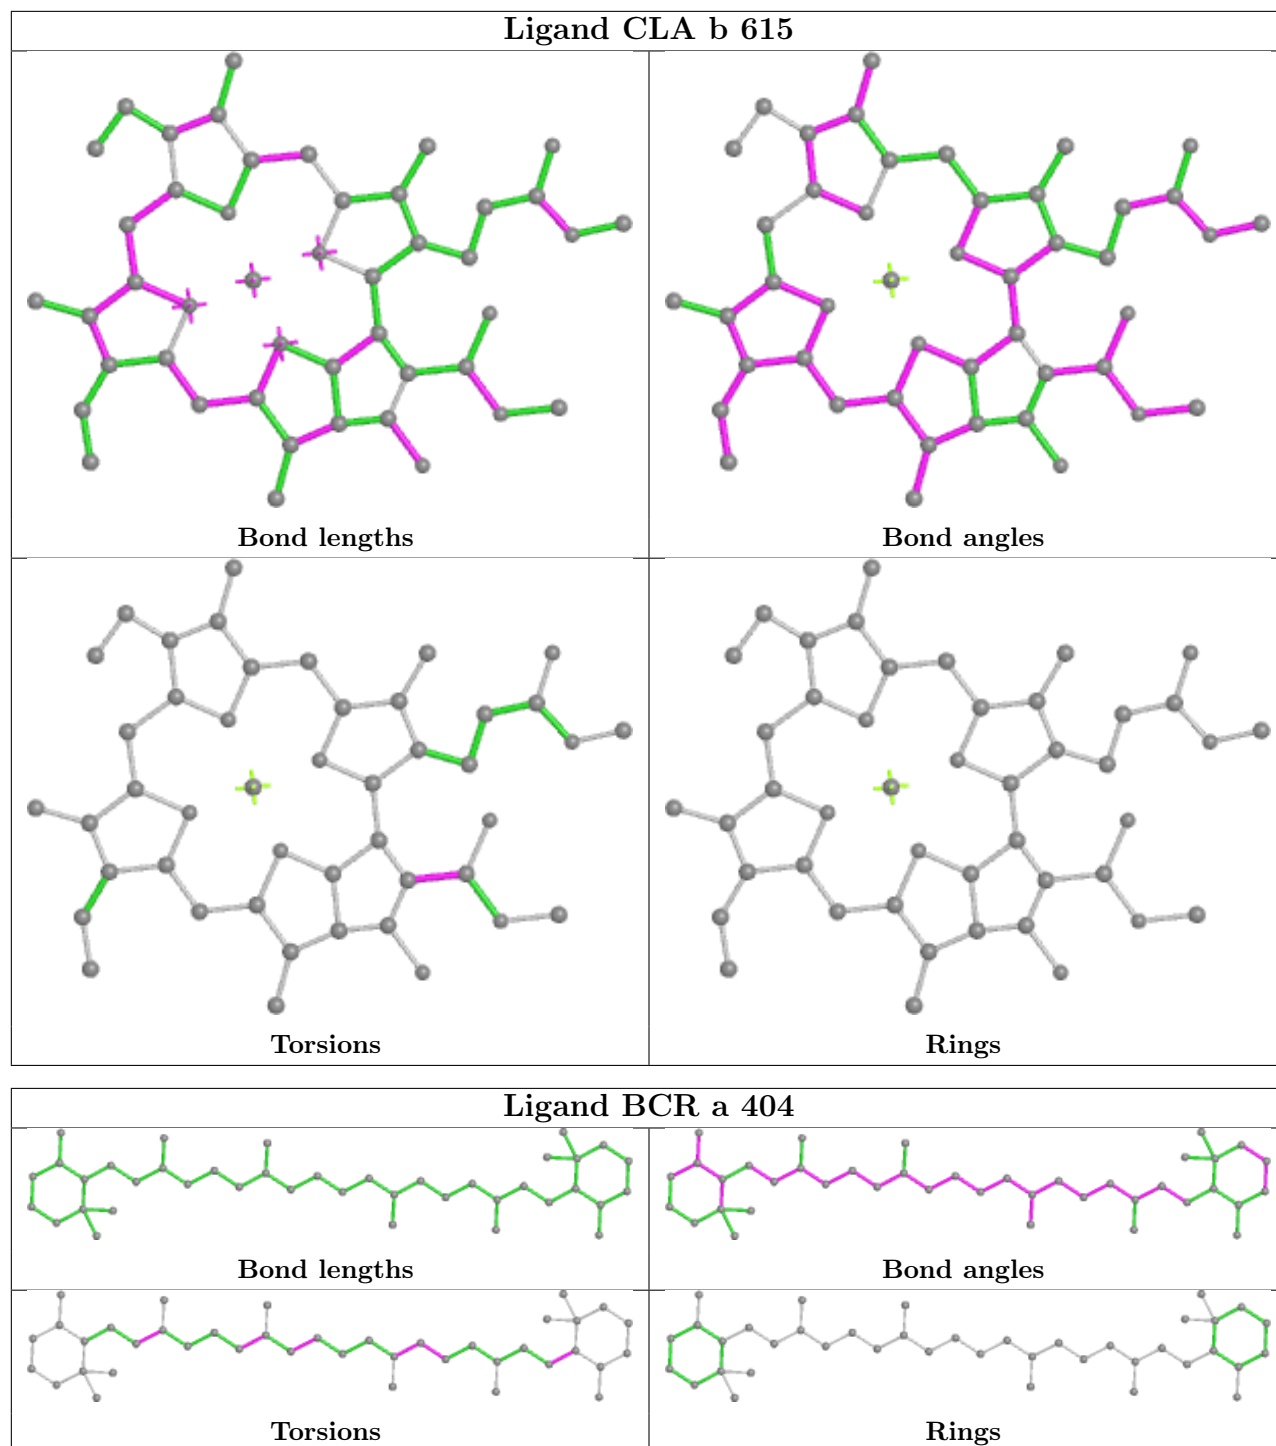 Ligand CLA b 615
Bond lengths
Bond angles
Torsions
Rings
Ligand BCR a 404
Bond lengths
Bond angles
Torsions
Rings